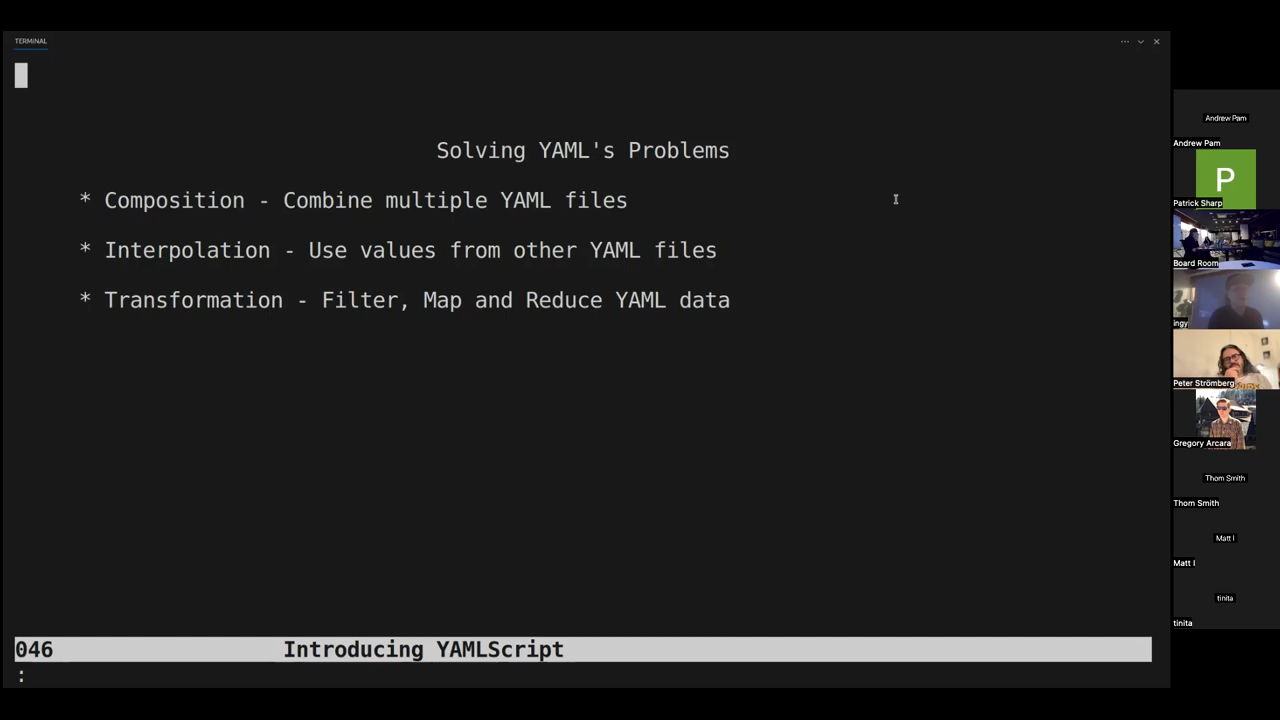 TERMINAL
Solving YAML's Problems
* Composition - Combine multiple YAML files
* Interpolation - Use values from other YAML files
* Transformation - Filter, Map and Reduce YAML data
046 Introducing YAMLScript
:
Andrew Pam
Andrew Pam
P
Patrick Sharp
Board Room
ingy
Peter Strömberg
Gregory Arcara
Thom Smith
Thom Smith
Matt I
Matt I
tinita
tinita